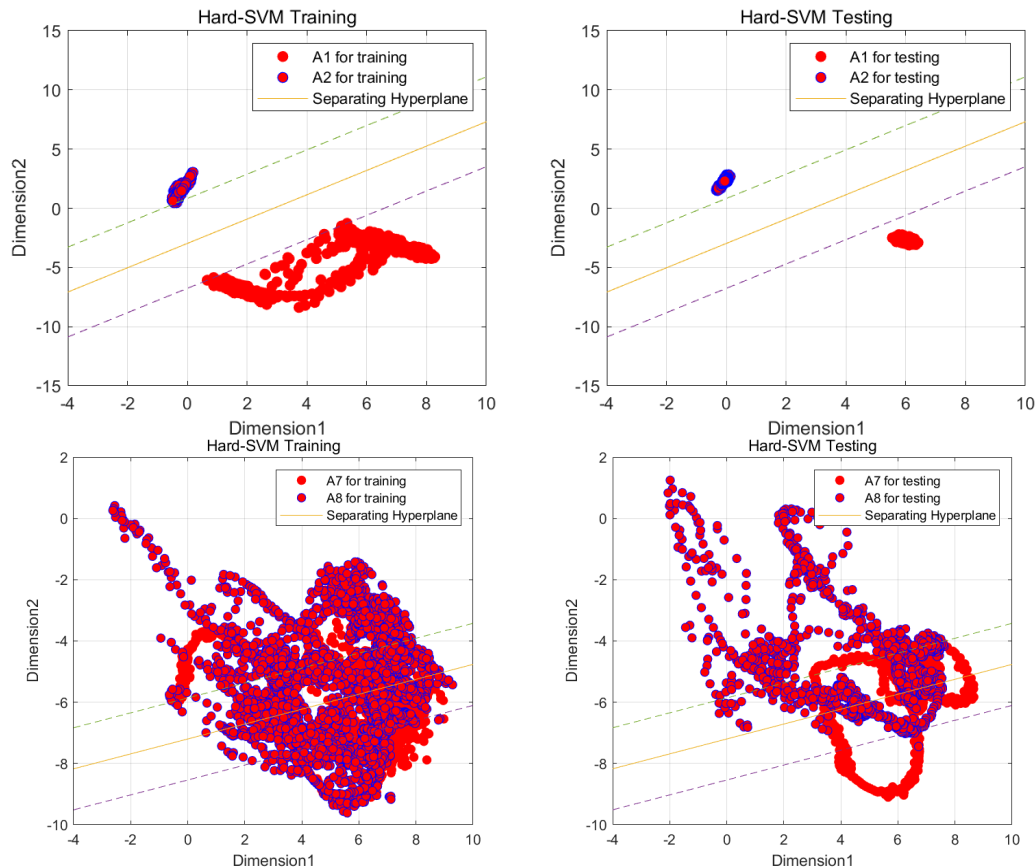 Hard-SVM Training
15
10
5
0
-5
-10
-15
-4
-2
0
2
4
6
8
10
Dimension2
Dimension1
A1 for training
A2 for training
Separating Hyperplane
Hard-SVM Testing
15
10
5
0
-5
-10
-15
-4
-2
0
2
4
6
8
10
Dimension2
Dimension1
A1 for testing
A2 for testing
Separating Hyperplane
Hard-SVM Training
2
0
-2
-4
-6
-8
-10
-4
-2
0
2
4
6
8
10
Dimension2
Dimension1
A7 for training
A8 for training
Separating Hyperplane
Hard-SVM Testing
2
0
-2
-4
-6
-8
-10
-4
-2
0
2
4
6
8
10
Dimension2
Dimension1
A7 for testing
A8 for testing
Separating Hyperplane